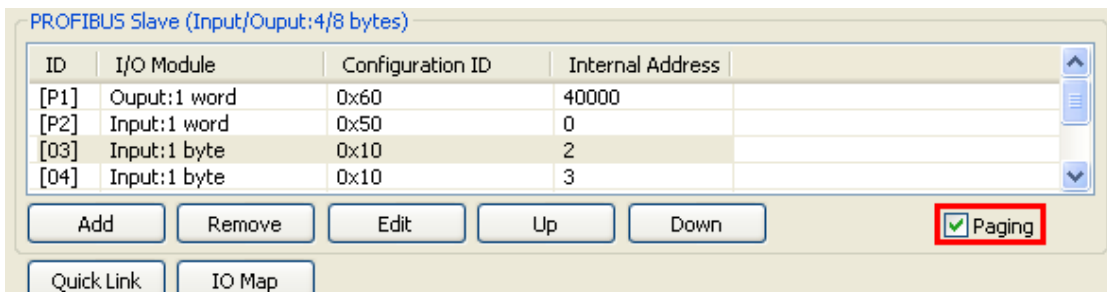 PROFIBUS Slave (Input/Ouput:4/8 bytes)
ID I/O Module Configuration ID Internal Address
[P1] Ouput:1 word 0x60 40000
[P2] Input:1 word 0x50 0
[03] Input:1 byte 0x10 2
[04] Input:1 byte 0x10 3
Add Remove Edit Up Down Paging
Quick Link IO Map